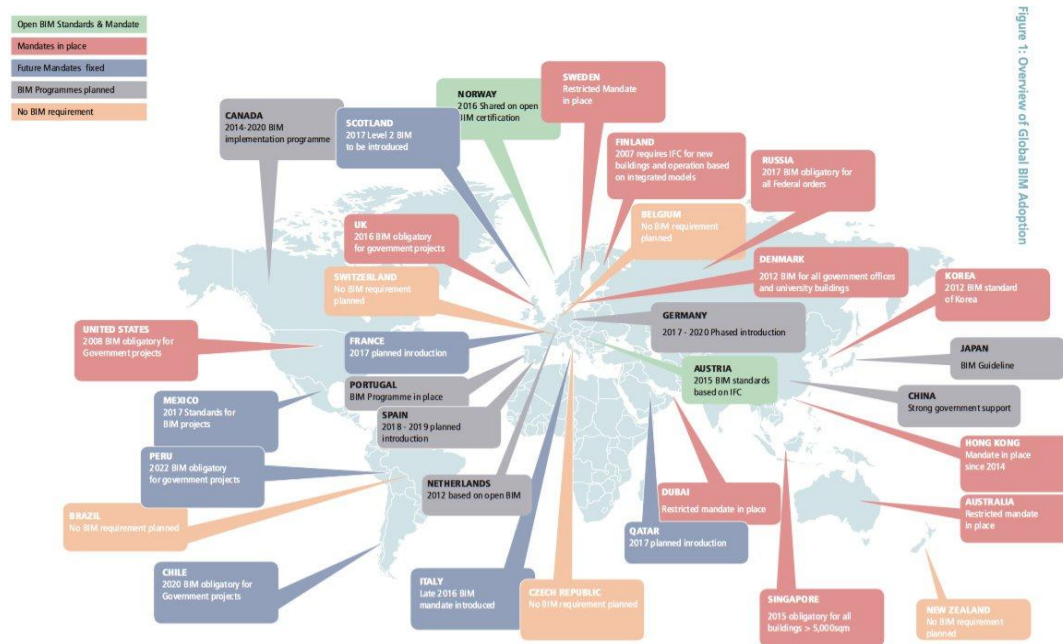 Open BIM Standards & Mandate
Mandates in place
Future Mandates fixed
BIM Programmes planned
No BIM requirement
Figure 1: Overview of Global BIM Adoption
CANADA
2014-2020 BIM
implementation programme
SCOTLAND
2017 Level 2 BIM
to be introduced
NORWAY
2016 Shared on open
BIM certification
SWEDEN
Restricted Mandate
in place
FINLAND
2007 requires IFC for new
buildings and operation based
on integrated models
RUSSIA
2017 BIM obligatory for
all Federal orders
UK
2016 BIM obligatory
for government projects
BELGIUM
No BIM requirement
planned
SWITZERLAND
No BIM requirement
planned
DENMARK
2012 BIM for all government offices
and university buildings
KOREA
2012 BIM standard
of Korea
UNITED STATES
2008 BIM obligatory for
Government projects
FRANCE
2017 planned inroduction
GERMANY
2017 - 2020 Phased introduction
JAPAN
BIM Guideline
PORTUGAL
BIM Programme in place
AUSTRIA
2015 BIM standards
based on IFC
CHINA
Strong government support
MEXICO
2017 Standards for
BIM projects
SPAIN
2018 - 2019 planned
introduction
HONG KONG
Mandate in place
since 2014
PERU
2022 BIM obligatory
for government projects
NETHERLANDS
2012 based on open BIM
DUBAI
Restricted mandate in place
AUSTRALIA
Restricted mandate
in place
BRAZIL
No BIM requirement planned
QATAR
2017 planned inroduction
CHILE
2020 BIM obligatory for
Government projects
ITALY
Late 2016 BIM
mandate introduced
CZECH REPUBLIC
No BIM requirement planned
SINGAPORE
2015 obligatory for all
buildings > 5,000sqm
NEW ZEALAND
No BIM requirement
planned